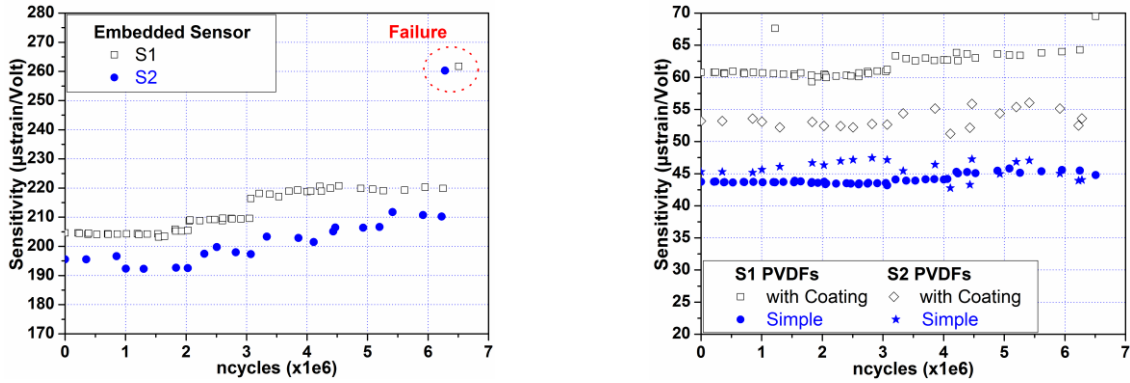 280
270
260
250
240
230
220
210
200
190
180
170
Sensitivity (µstrain/Volt)
Embedded Sensor
S1
S2
Failure
0 1 2 3 4 5 6 7
ncycles (x1e6)
70
65
60
55
50
45
40
35
30
25
20
Sensitivity (µstrain/Volt)
S1 PVDFs S2 PVDFs
with Coating with Coating
Simple Simple
0 1 2 3 4 5 6 7
ncycles (x1e6)